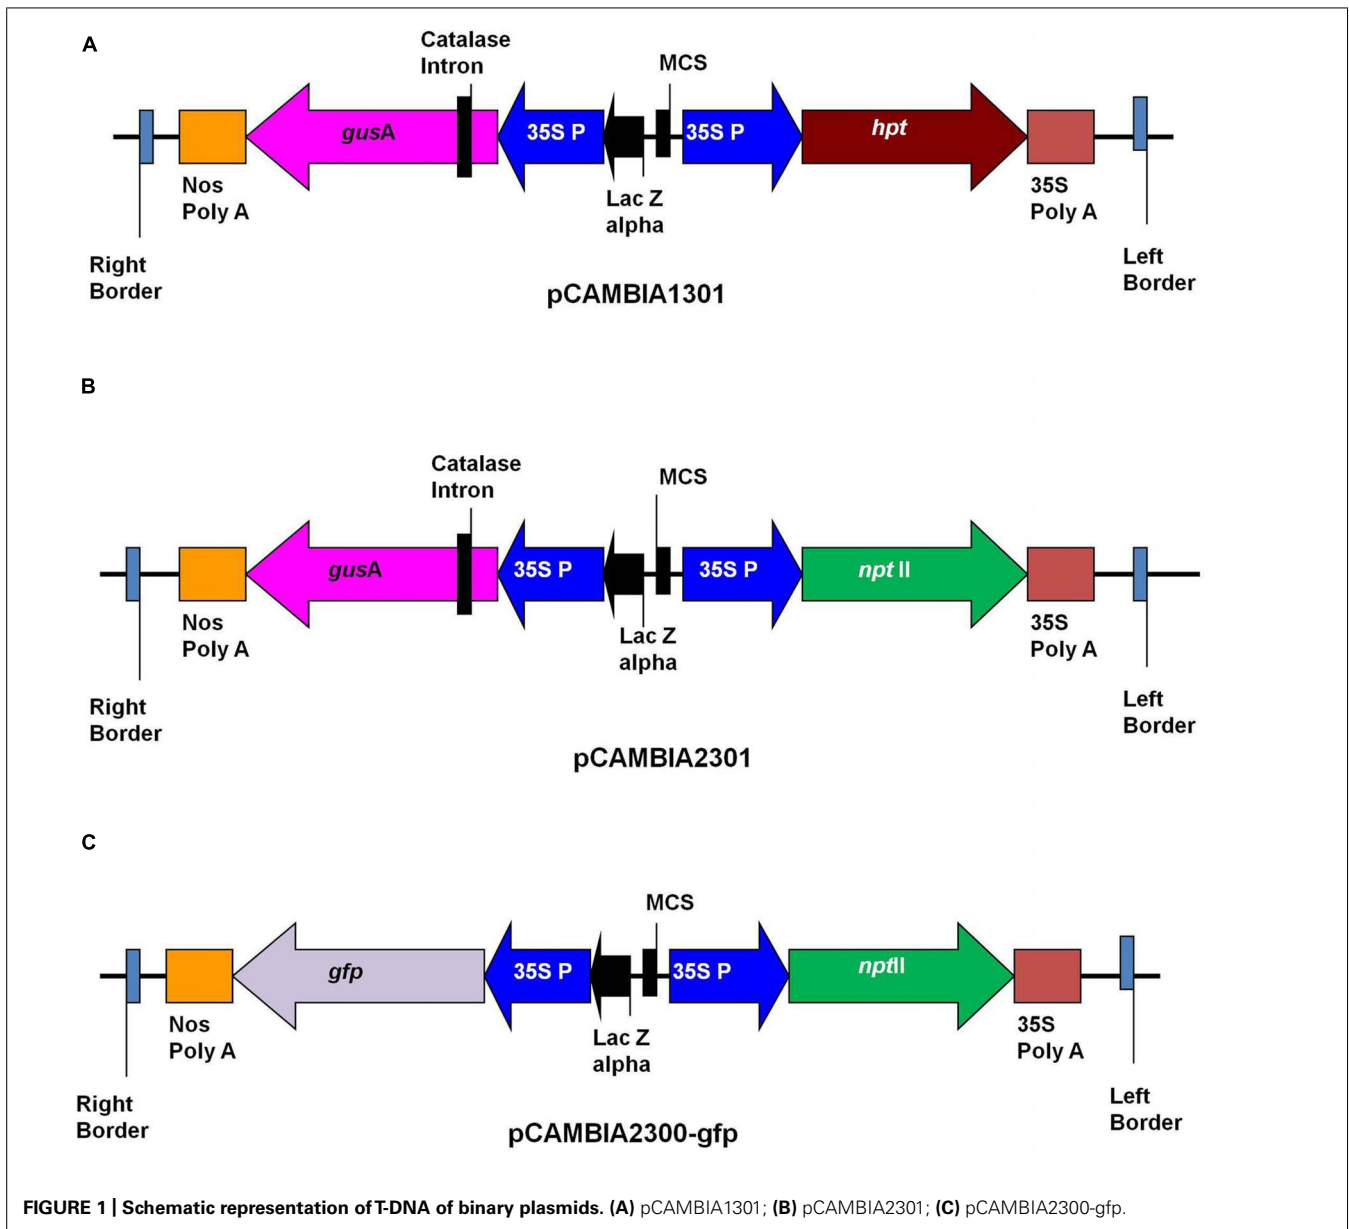 A
Catalase
Intron
MCS
gusA
35S P
35S P
hpt
Nos
Poly A
Lac Z
alpha
35S
Poly A
Right
Border
Left
Border
pCAMBIA1301
B
Catalase
Intron
MCS
gusA
35S P
35S P
npt II
Nos
Poly A
Lac Z
alpha
35S
Poly A
Right
Border
Left
Border
pCAMBIA2301
C
MCS
gfp
35S P
35S P
nptII
Nos
Poly A
Lac Z
alpha
35S
Poly A
Right
Border
Left
Border
pCAMBIA2300-gfp
FIGURE 1 | Schematic representation of T-DNA of binary plasmids. (A) pCAMBIA1301; (B) pCAMBIA2301; (C) pCAMBIA2300-gfp.